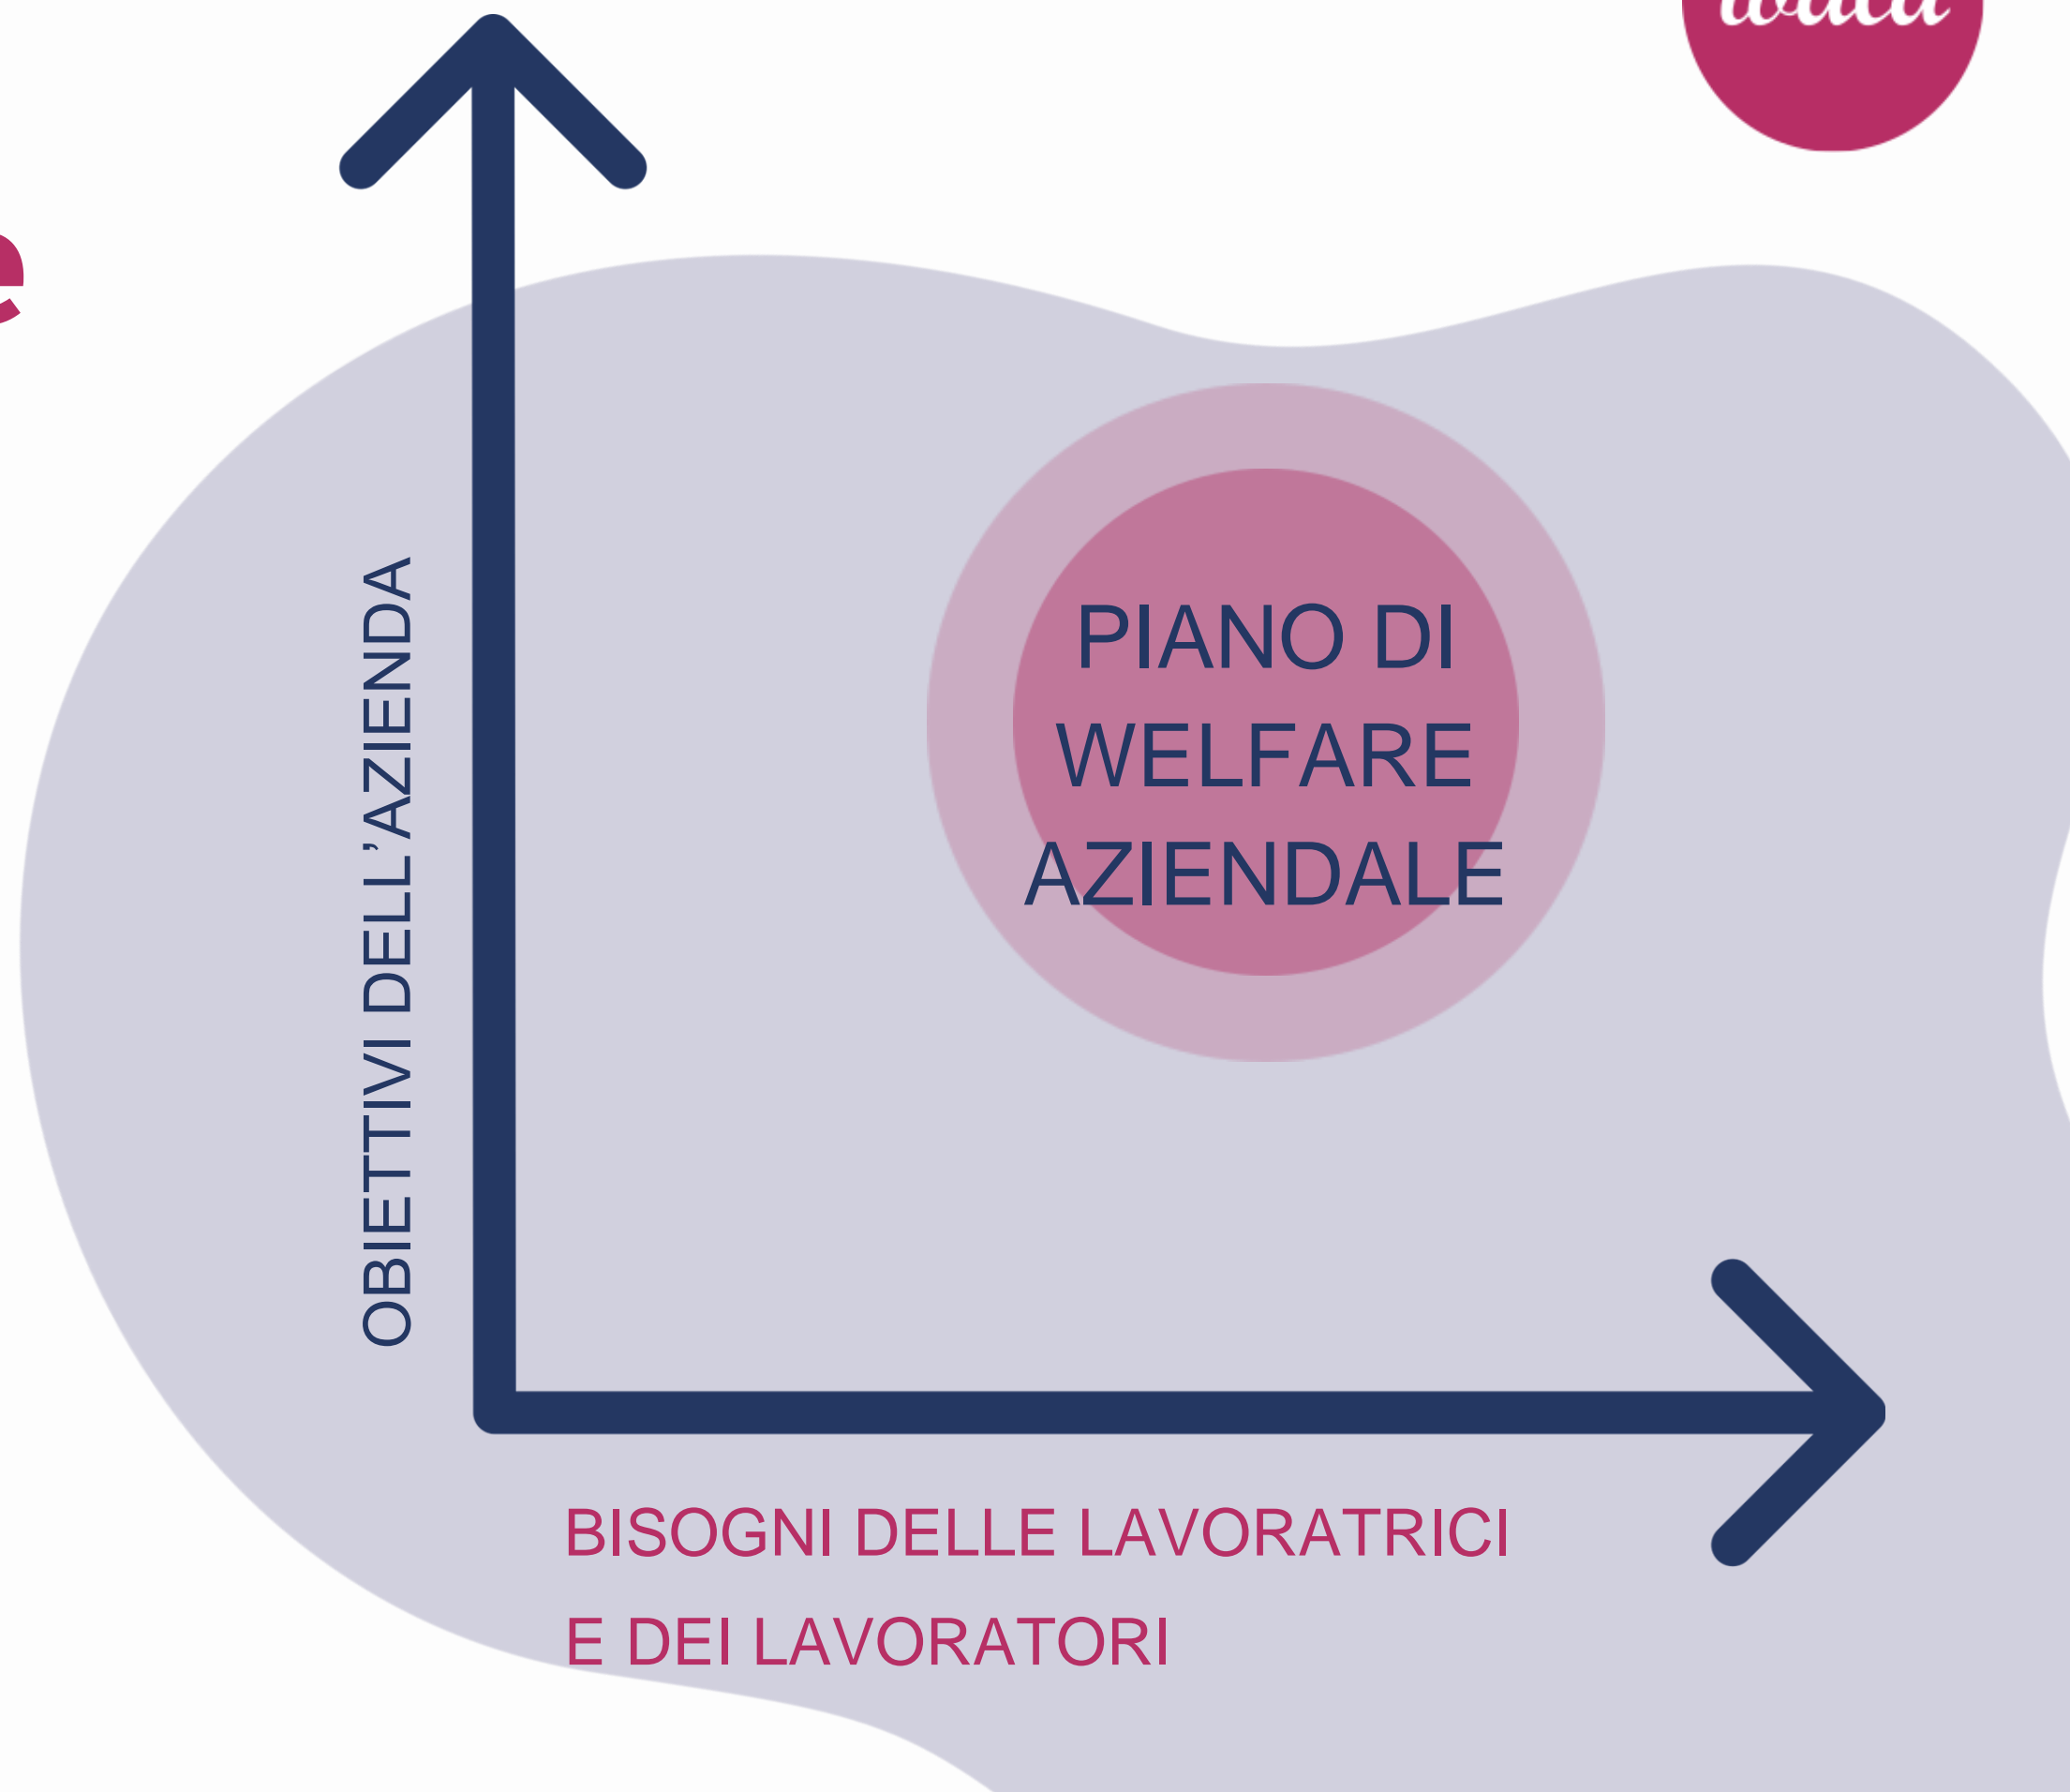 OBIETTIVI DELL'AZIENDA
PIANO DI
WELFARE
AZIENDALE
BISOGNI DELLE LAVORATRICI
E DEI LAVORATORI